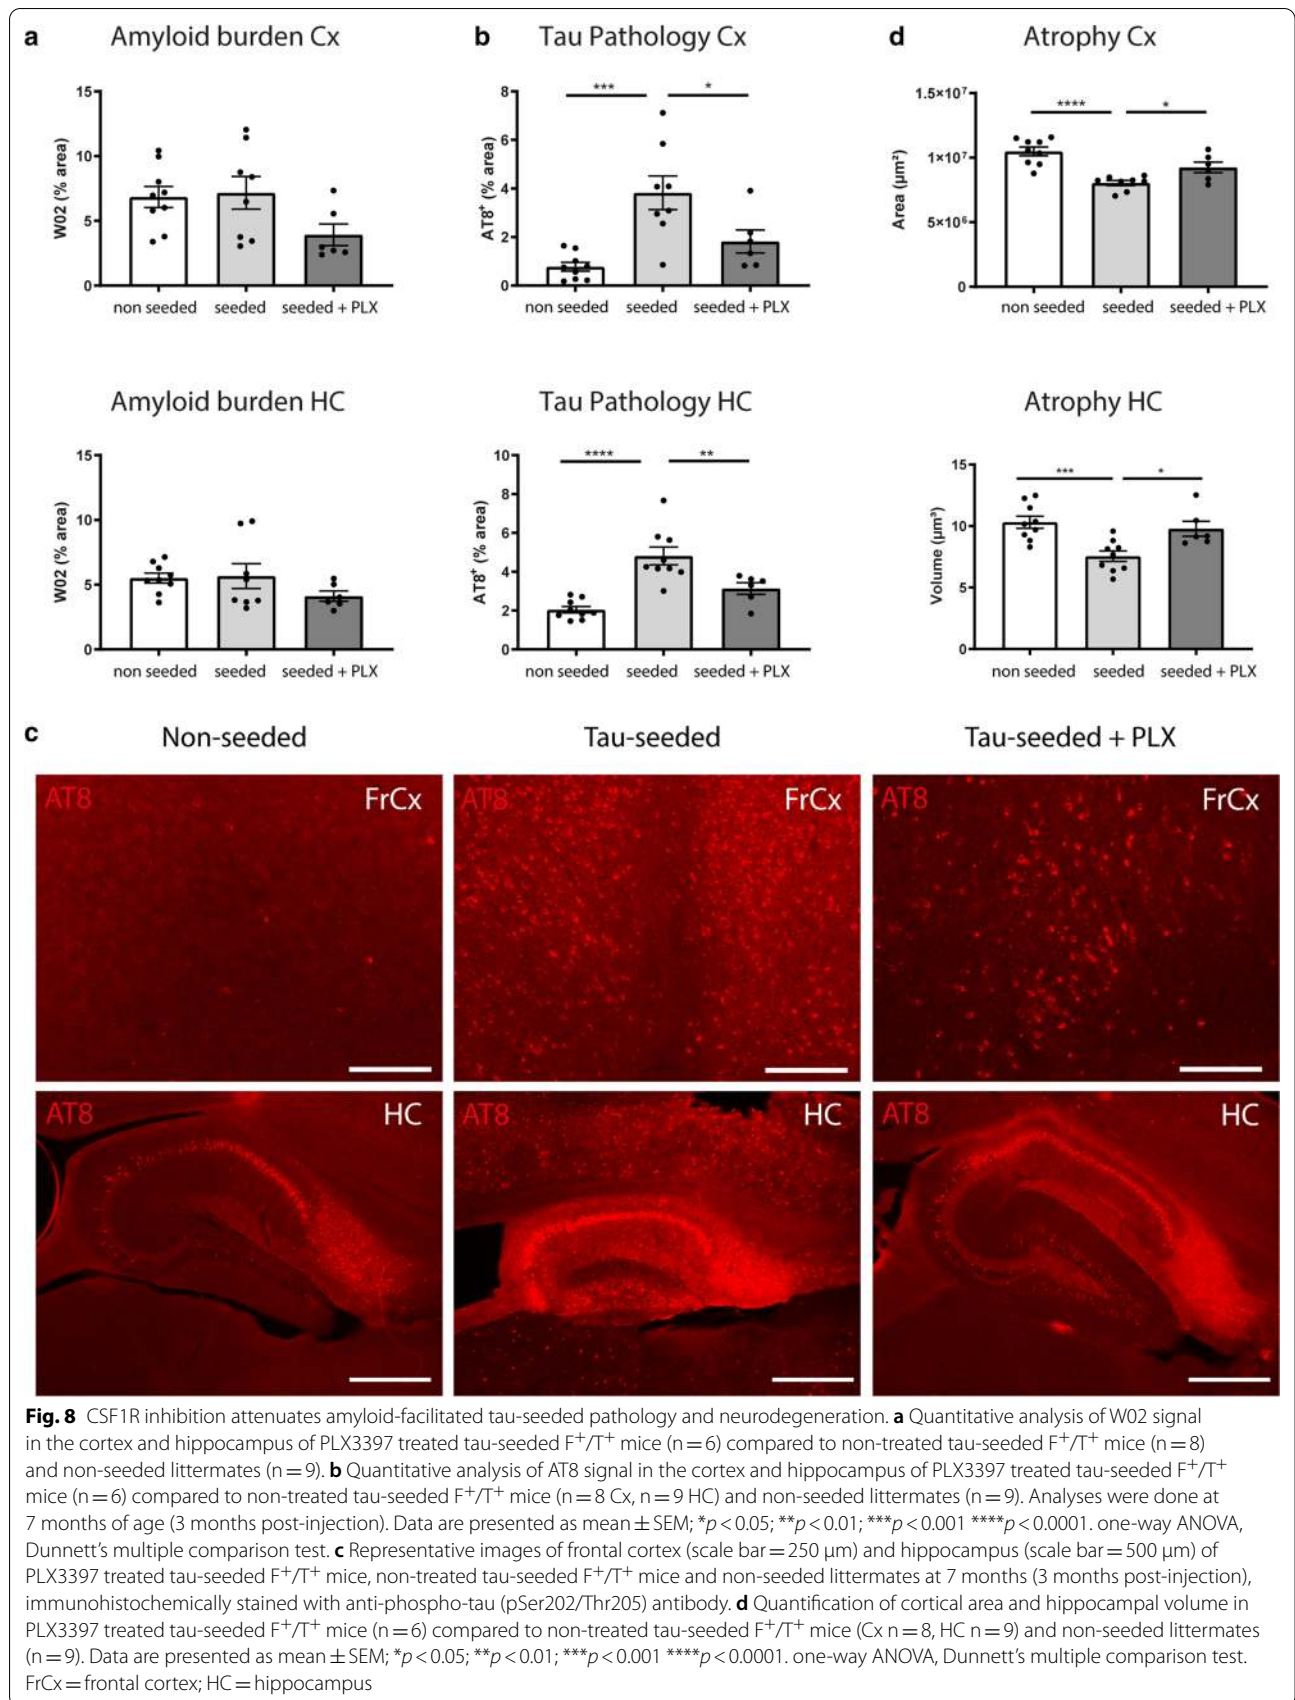 a Amyloid burden Cx
15
10
5
0
W02 (% area)
non seeded seeded seeded + PLX
b Tau Pathology Cx
8
6
4
2
0
AT8+ (% area)
*** *
non seeded seeded seeded + PLX
d Atrophy Cx
1.5×10⁷
1×10⁷
5×10⁶
0
Area (µm²)
**** *
non seeded seeded seeded + PLX
Amyloid burden HC
15
10
5
0
W02 (% area)
non seeded seeded seeded + PLX
Tau Pathology HC
10
8
6
4
2
0
AT8+ (% area)
**** **
non seeded seeded seeded + PLX
Atrophy HC
15
10
5
0
Volume (µm³)
*** *
non seeded seeded seeded + PLX
c Non-seeded Tau-seeded Tau-seeded + PLX
AT8 FrCx AT8 FrCx AT8 FrCx
AT8 HC AT8 HC AT8 HC
Fig. 8 CSF1R inhibition attenuates amyloid-facilitated tau-seeded pathology and neurodegeneration. a Quantitative analysis of W02 signal
in the cortex and hippocampus of PLX3397 treated tau-seeded F+/T+ mice (n = 6) compared to non-treated tau-seeded F+/T+ mice (n = 8)
and non-seeded littermates (n = 9). b Quantitative analysis of AT8 signal in the cortex and hippocampus of PLX3397 treated tau-seeded F+/T+
mice (n = 6) compared to non-treated tau-seeded F+/T+ mice (n = 8 Cx, n = 9 HC) and non-seeded littermates (n = 9). Analyses were done at
7 months of age (3 months post-injection). Data are presented as mean ± SEM; *p < 0.05; **p < 0.01; ***p < 0.001 ****p < 0.0001. one-way ANOVA,
Dunnett's multiple comparison test. c Representative images of frontal cortex (scale bar = 250 µm) and hippocampus (scale bar = 500 µm) of
PLX3397 treated tau-seeded F+/T+ mice, non-treated tau-seeded F+/T+ mice and non-seeded littermates at 7 months (3 months post-injection),
immunohistochemically stained with anti-phospho-tau (pSer202/Thr205) antibody. d Quantification of cortical area and hippocampal volume in
PLX3397 treated tau-seeded F+/T+ mice (n = 6) compared to non-treated tau-seeded F+/T+ mice (Cx n = 8, HC n = 9) and non-seeded littermates
(n = 9). Data are presented as mean ± SEM; *p < 0.05; **p < 0.01; ***p < 0.001 ****p < 0.0001. one-way ANOVA, Dunnett's multiple comparison test.
FrCx = frontal cortex; HC = hippocampus